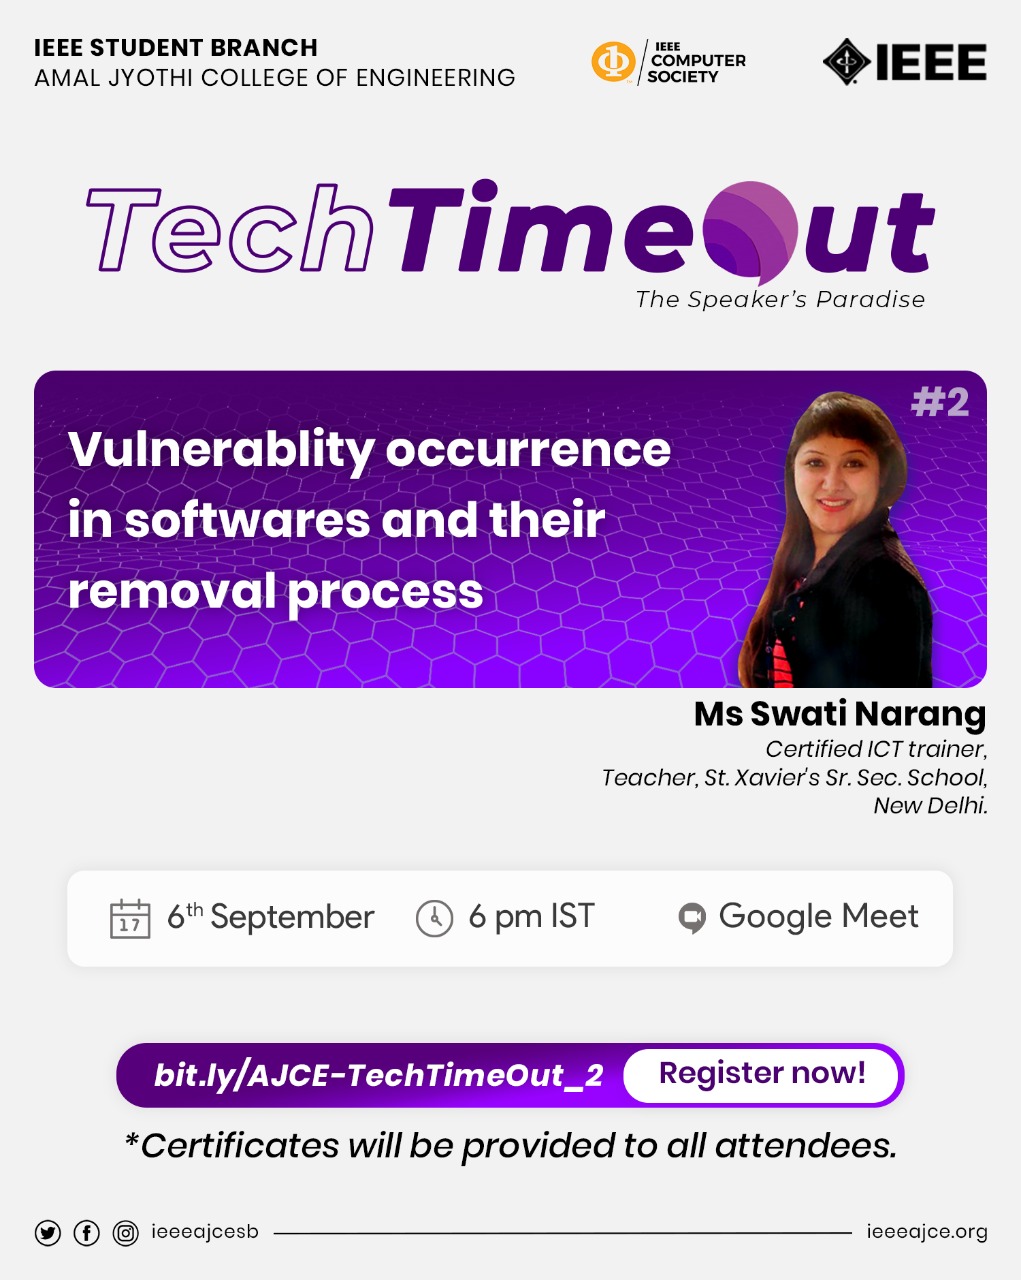 IEEE STUDENT BRANCH
AMAL JYOTHI COLLEGE OF ENGINEERING
IEEE
COMPUTER
SOCIETY
IEEE
TechTimeOut
The Speaker's Paradise
#2
Vulnerablity occurrence
in softwares and their
removal process
Ms Swati Narang
Certified ICT trainer,
Teacher, St. Xavier's Sr. Sec. School,
New Delhi.
17
6th September
6 pm IST
Google Meet
bit.ly/AJCE-TechTimeOut_2
Register now!
*Certificates will be provided to all attendees.
ieeeajcesb
ieeeajce.org